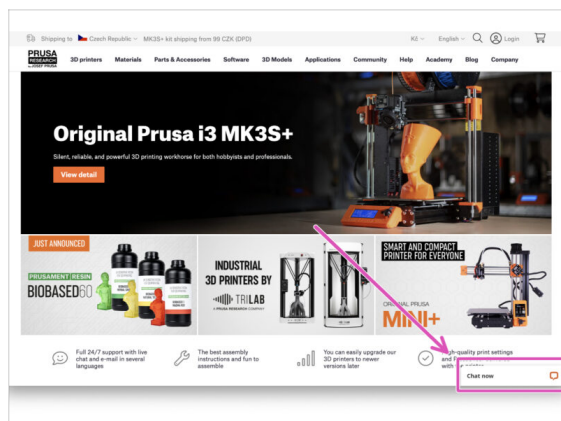 Shipping to Czech Republic MK3S+ kit shipping from 99 CZK (DPD) Kč English Login
PRUSA
RESEARCH
by JOSEF PRUSA
3D printers Materials Parts & Accessories Software 3D Models Applications Community Help Academy Blog Company
Original Prusa i3 MK3S+
Silent, reliable, and powerful 3D printing workhorse for both hobbyists and professionals.
View detail
JUST ANNOUNCED
PRUSAMENT RESIN
BIOBASED60
INDUSTRIAL
3D PRINTERS BY
TRILAB
A PRUSA RESEARCH COMPANY
SMART AND COMPACT
PRINTER FOR EVERYONE
ORIGINAL PRUSA
MINI+
Full 24/7 support with live
chat and e-mail in several
languages
The best assembly
instructions and fun to
assemble
You can easily upgrade our
3D printers to newer
versions later
High-quality print settings
and
with
Chat now